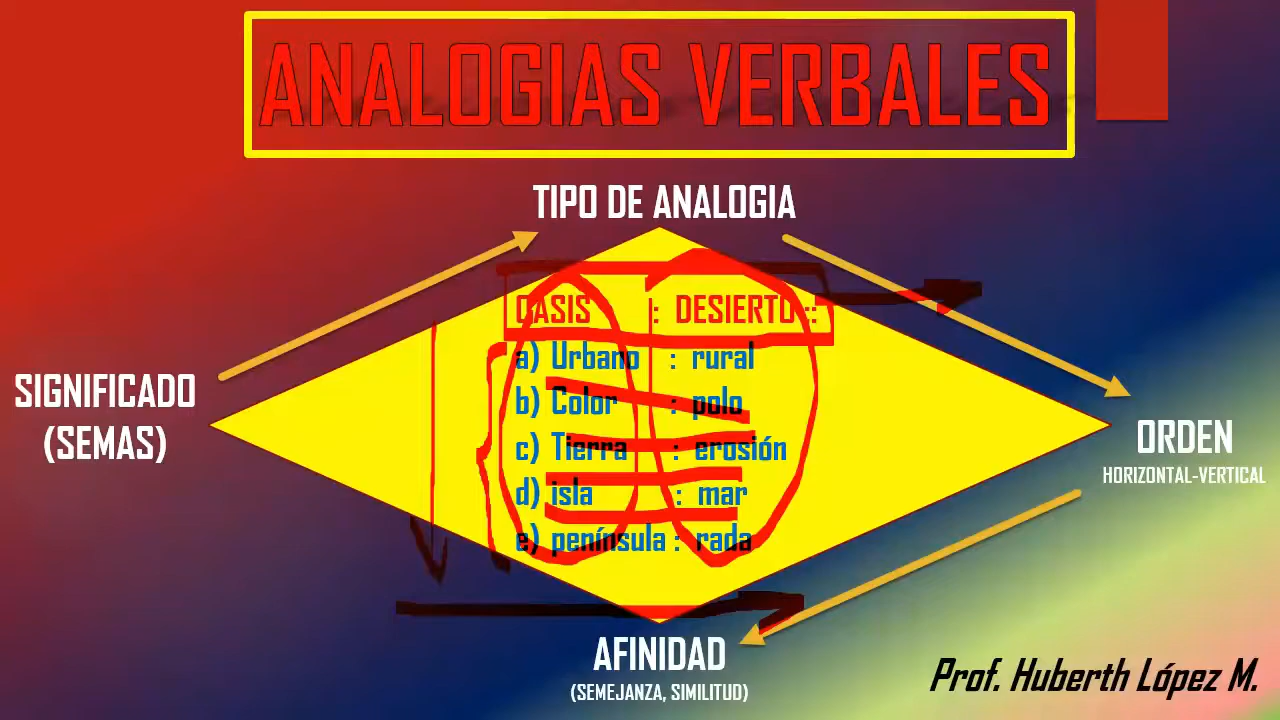 ANALOGIAS VERBALES
TIPO DE ANALOGIA
SIGNIFICADO
(SEMAS)
OASIS : DESIERTO ::
a) Urbano : rural
b) Color : polo
c) Tierra : erosión
d) isla : mar
e) península : rada
ORDEN
HORIZONTAL-VERTICAL
AFINIDAD
(SEMEJANZA, SIMILITUD)
Prof. Huberth López M.